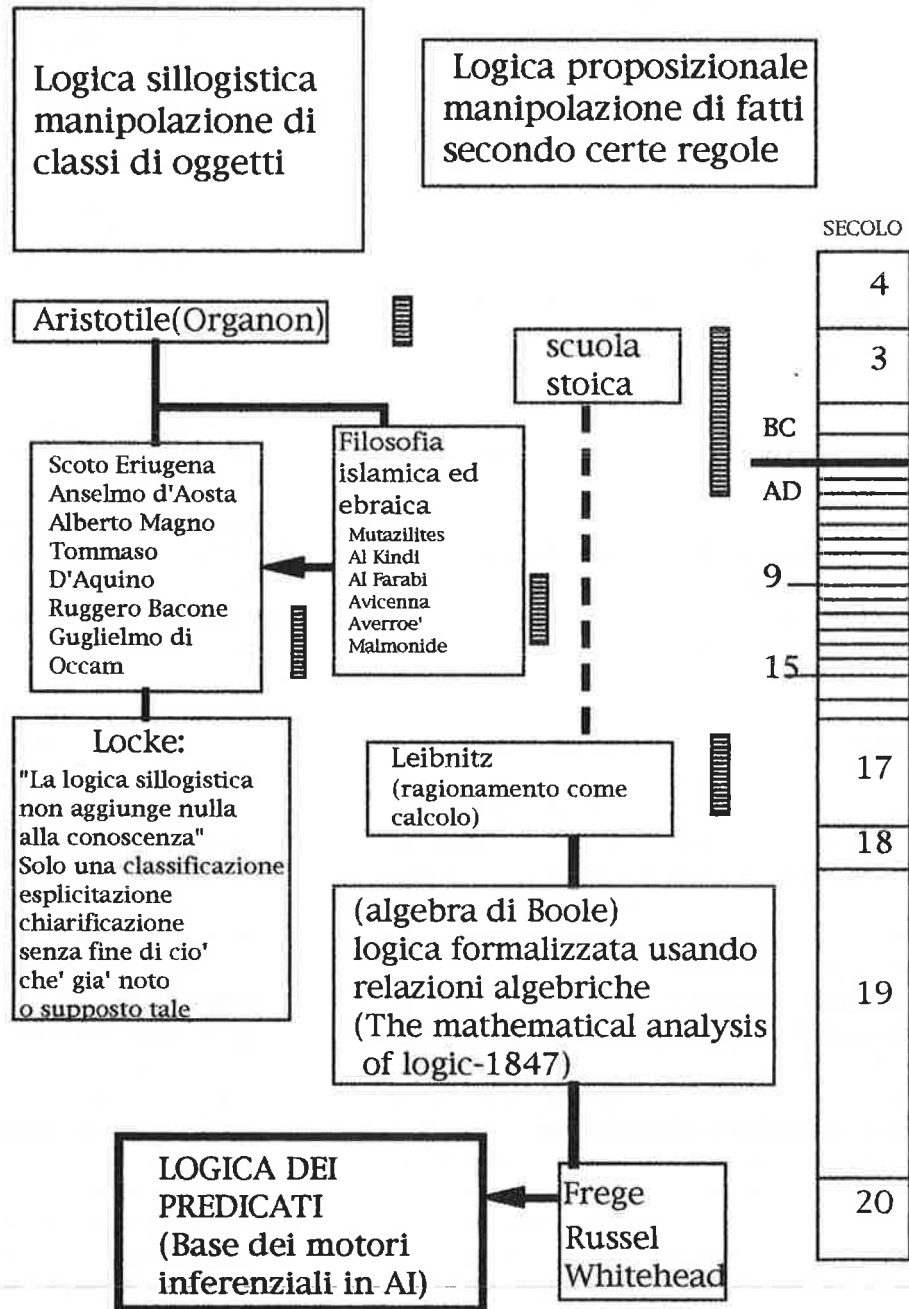 Logica sillogistica
manipolazione di
classi di oggetti
Logica proposizionale
manipolazione di fatti
secondo certe regole
SECOLO
4
3
BC
AD
9
15
17
18
19
20
Aristotile(Organon)
scuola
stoica
Scoto Eriugena
Anselmo d'Aosta
Alberto Magno
Tommaso
D'Aquino
Ruggero Bacone
Guglielmo di
Occam
Filosofia
islamica ed
ebraica
Mutazilites
Al Kindi
Al Farabi
Avicenna
Averroe'
Malmonide
Locke:
"La logica sillogistica
non aggiunge nulla
alla conoscenza"
Solo una classificazione
esplicitazione
chiarificazione
senza fine di cio'
che' gia' noto
o supposto tale
Leibnitz
(ragionamento come
calcolo)
(algebra di Boole)
logica formalizzata usando
relazioni algebriche
(The mathematical analysis
of logic-1847)
LOGICA DEI
PREDICATI
(Base dei motori
inferenziali in AI)
Frege
Russel
Whitehead